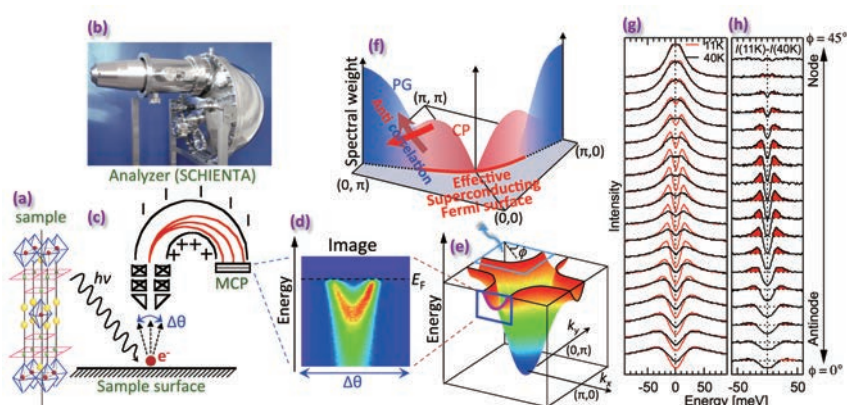 (b)
Analyzer (SCHIENTA)
(a)
sample
(c)
hν
Δθ
e⁻
Sample surface
MCP
(d)
Image
Energy
E_F
Δθ
(e)
ϕ
Energy
k_y
(0,π)
k_x
(π,0)
(f)
Spectral weight
PG
(π, π)
CP
Anti correlation
(0, π)
(π,0)
Effective
Superconducting
Fermi surface
(0,0)
(g)
11K
40K
Intensity
-50 0 50
Energy [meV]
(h)
I(11K)-I(40K)
-50 0 50
ϕ = 45°
Node
Antinode
ϕ = 0°